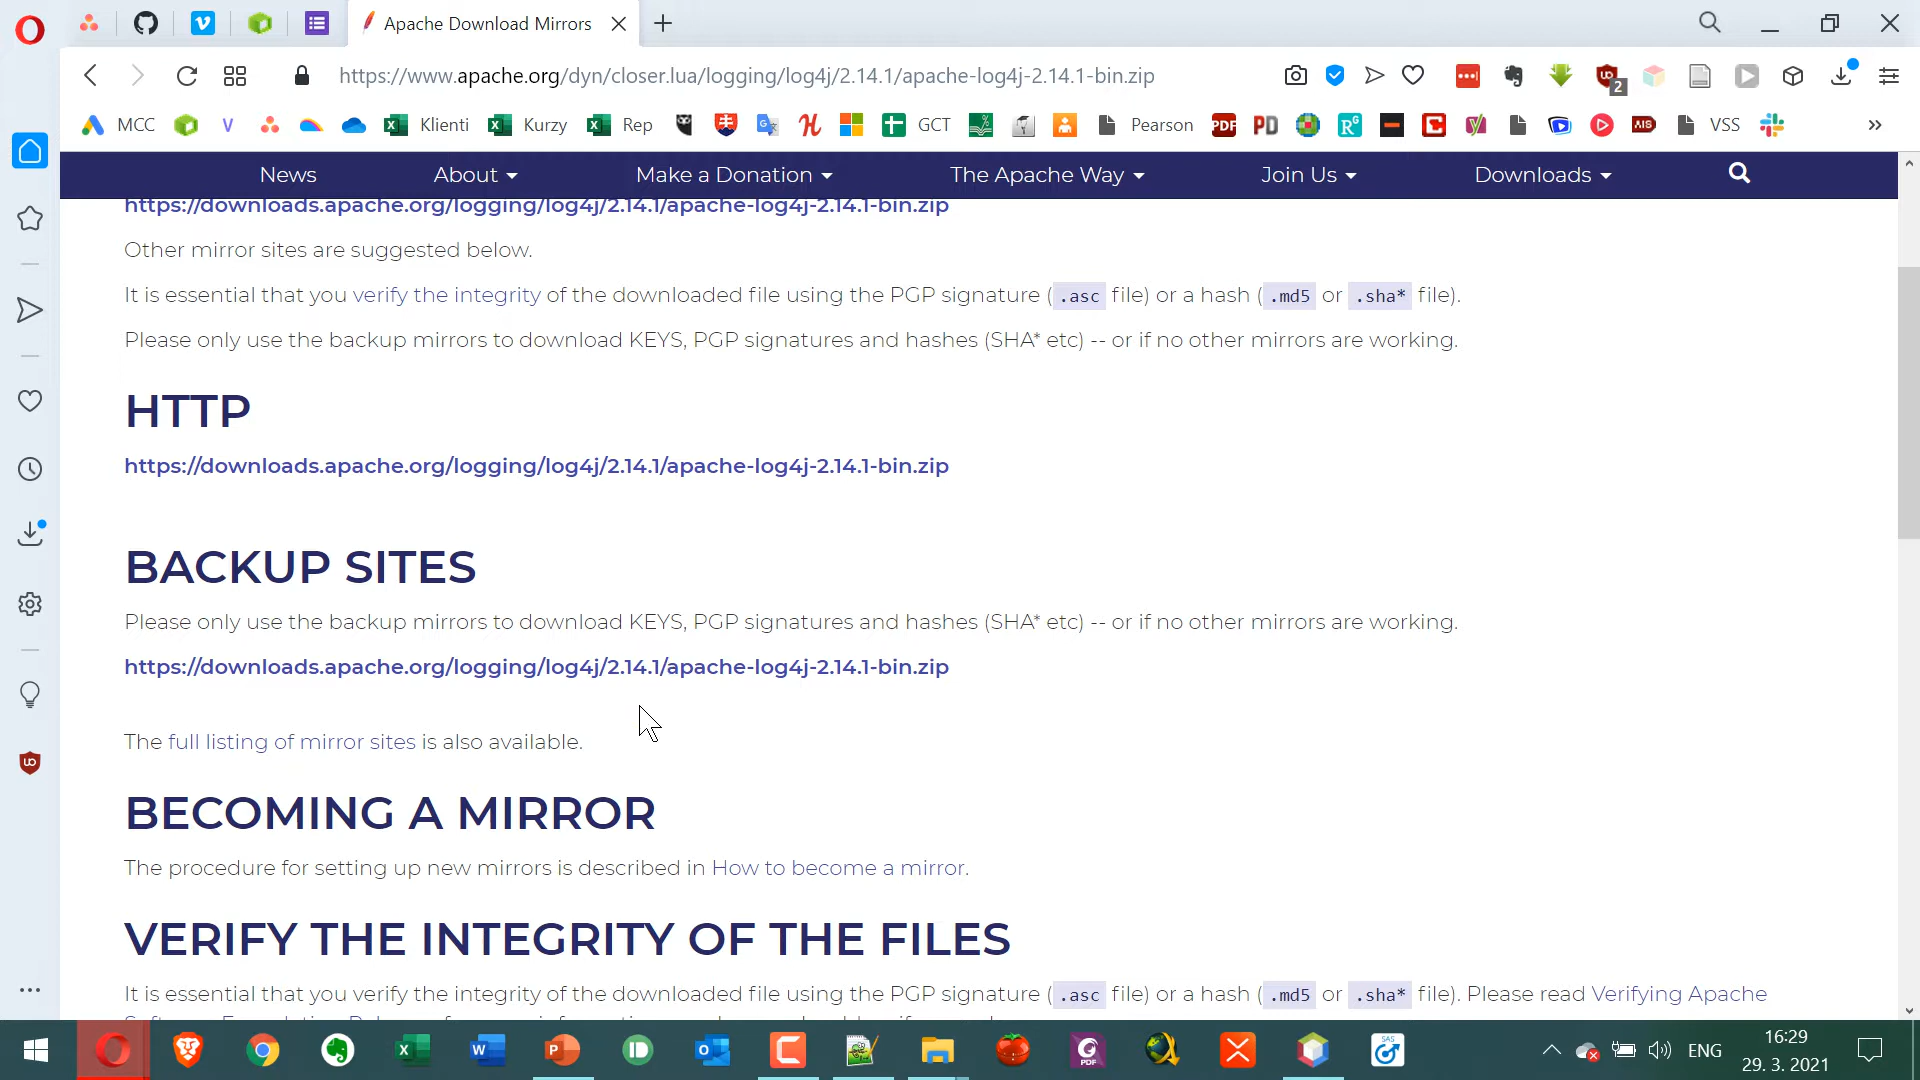 Apache Download Mirrors
https://www.apache.org/dyn/closer.lua/logging/log4j/2.14.1/apache-log4j-2.14.1-bin.zip
2
MCC
Klienti
Kurzy
Rep
GCT
Pearson
VSS
News
About
Make a Donation
The Apache Way
Join Us
Downloads
https://downloads.apache.org/logging/log4j/2.14.1/apache-log4j-2.14.1-bin.zip
Other mirror sites are suggested below.
It is essential that you verify the integrity of the downloaded file using the PGP signature ( .asc file) or a hash ( .md5 or .sha* file).
Please only use the backup mirrors to download KEYS, PGP signatures and hashes (SHA* etc) -- or if no other mirrors are working.
HTTP
https://downloads.apache.org/logging/log4j/2.14.1/apache-log4j-2.14.1-bin.zip
BACKUP SITES
Please only use the backup mirrors to download KEYS, PGP signatures and hashes (SHA* etc) -- or if no other mirrors are working.
https://downloads.apache.org/logging/log4j/2.14.1/apache-log4j-2.14.1-bin.zip
The full listing of mirror sites is also available.
BECOMING A MIRROR
The procedure for setting up new mirrors is described in How to become a mirror.
VERIFY THE INTEGRITY OF THE FILES
It is essential that you verify the integrity of the downloaded file using the PGP signature ( .asc file) or a hash ( .md5 or .sha* file). Please read Verifying Apache
ENG
16:29
29. 3. 2021